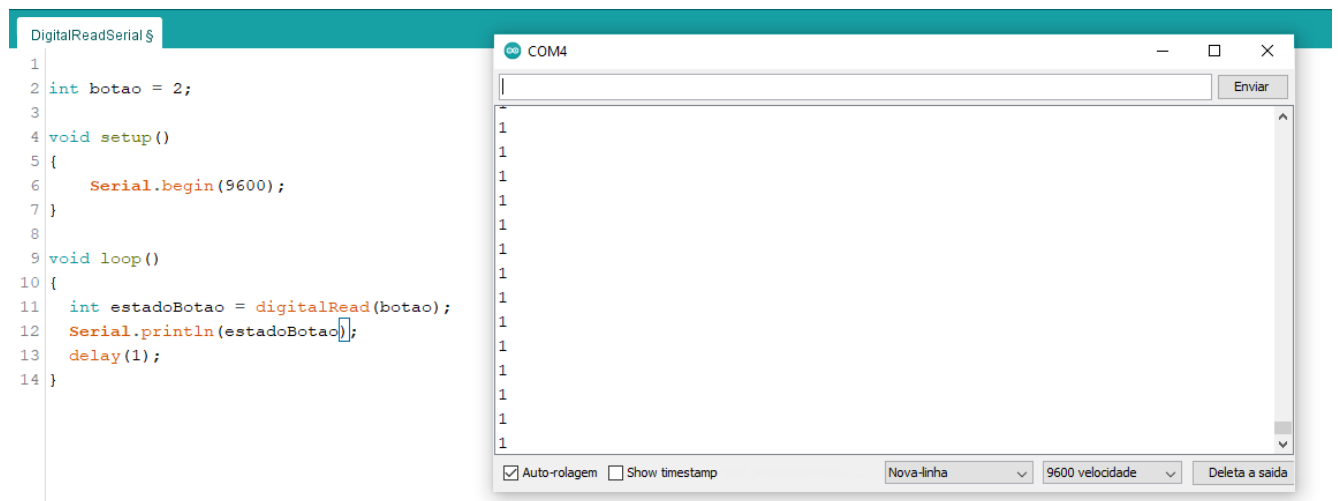 DigitalReadSerial §
1
2 int botao = 2;
3
4 void setup()
5 {
6 Serial.begin(9600);
7 }
8
9 void loop()
10 {
11 int estadoBotao = digitalRead(botao);
12 Serial.println(estadoBotao);
13 delay(1);
14 }
COM4
Enviar
1
1
1
1
1
1
1
1
1
1
1
1
1
1
Auto-rolagem Show timestamp Nova-linha 9600 velocidade Deleta a saida